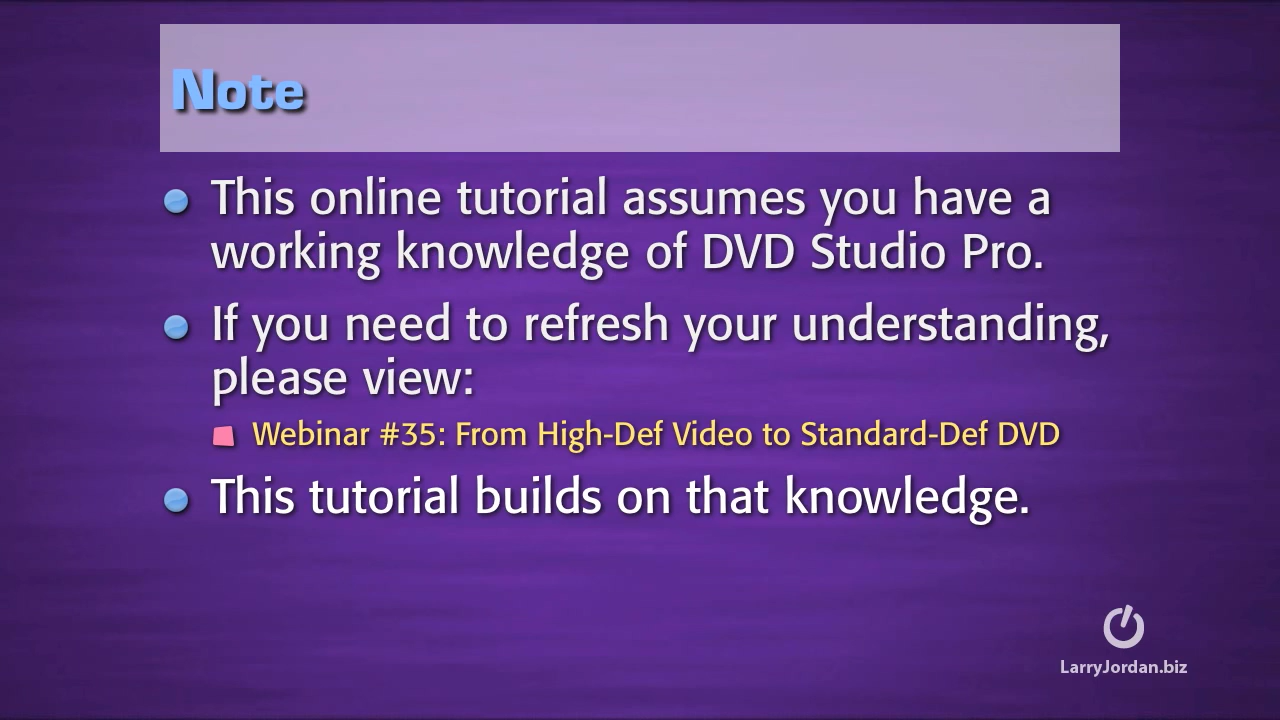 Note
This online tutorial assumes you have a
working knowledge of DVD Studio Pro.
If you need to refresh your understanding,
please view:
Webinar #35: From High-Def Video to Standard-Def DVD
This tutorial builds on that knowledge.
LarryJordan.biz